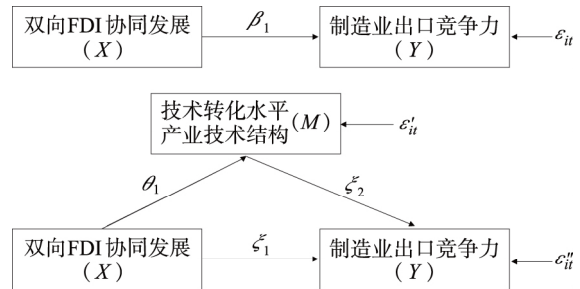 双向FDI协同发展
(X)
β₁
制造业出口竞争力
(Y)
εit
技术转化水平
产业技术结构(M)
ε′it
θ₁
ξ₂
双向FDI协同发展
(X)
ξ₁
制造业出口竞争力
(Y)
ε″it